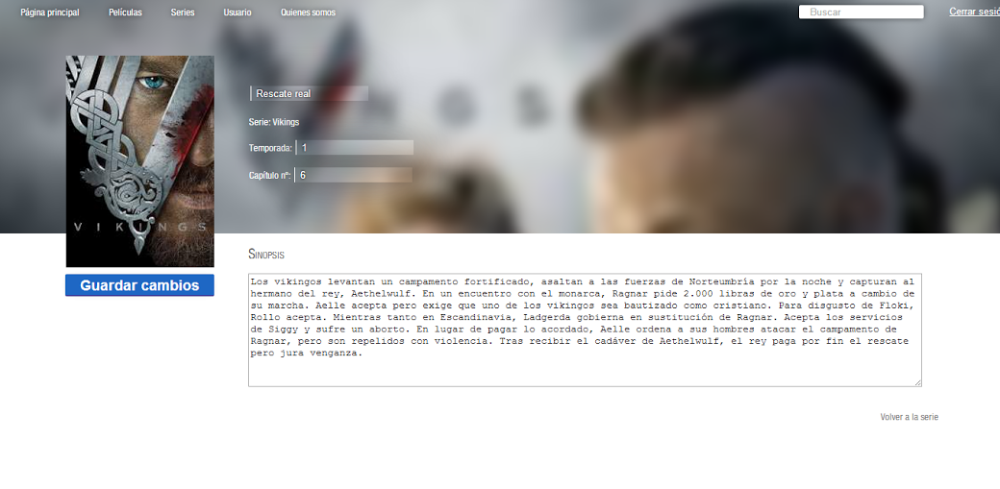 Página principal Películas Series Usuario Quienes somos Buscar Cerrar sesió
Rescate real
NGS
Serie: Vikings
Temporada: 1
Capítulo nº: 6
VIKINGS
Guardar cambios
Sinopsis
Los vikingos levantan un campamento fortificado, asaltan a las fuerzas de Norteumbría por la noche y capturan al
hermano del rey, Aethelwulf. En un encuentro con el monarca, Ragnar pide 2.000 libras de oro y plata a cambio de
su marcha. Aelle acepta pero exige que uno de los vikingos sea bautizado como cristiano. Para disgusto de Floki,
Rollo acepta. Mientras tanto en Escandinavia, Ladgerda gobierna en sustitución de Ragnar. Acepta los servicios
de Siggy y sufre un aborto. En lugar de pagar lo acordado, Aelle ordena a sus hombres atacar el campamento de
Ragnar, pero son repelidos con violencia. Tras recibir el cadáver de Aethelwulf, el rey paga por fin el rescate
pero jura venganza.
Volver a la serie